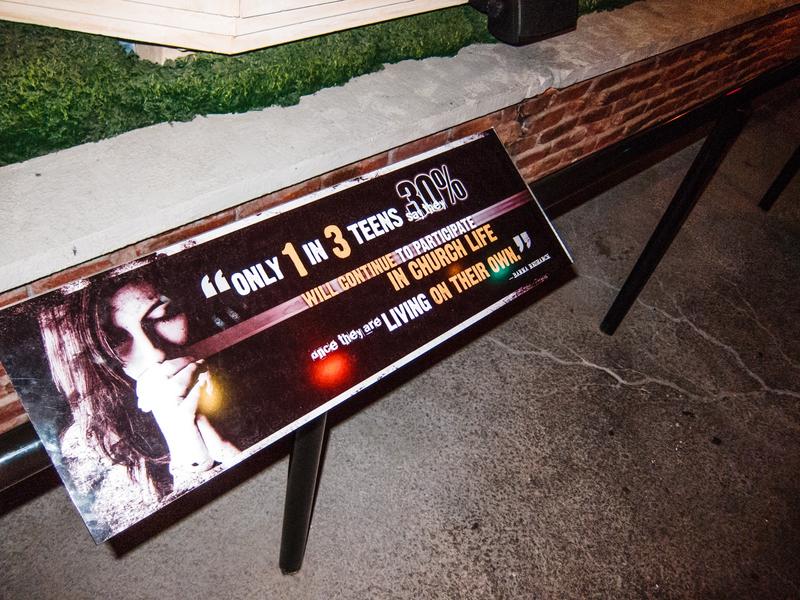 “ONLY 1 IN 3 TEENS 30% say they
WILL CONTINUE TO PARTICIPATE
IN CHURCH LIFE
once they are LIVING ON THEIR OWN.”
—BARNA RESEARCH